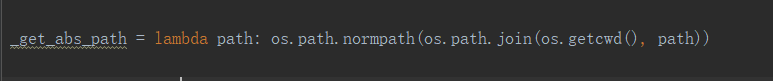 _get_abs_path = lambda path: os.path.normpath(os.path.join(os.getcwd(), path))